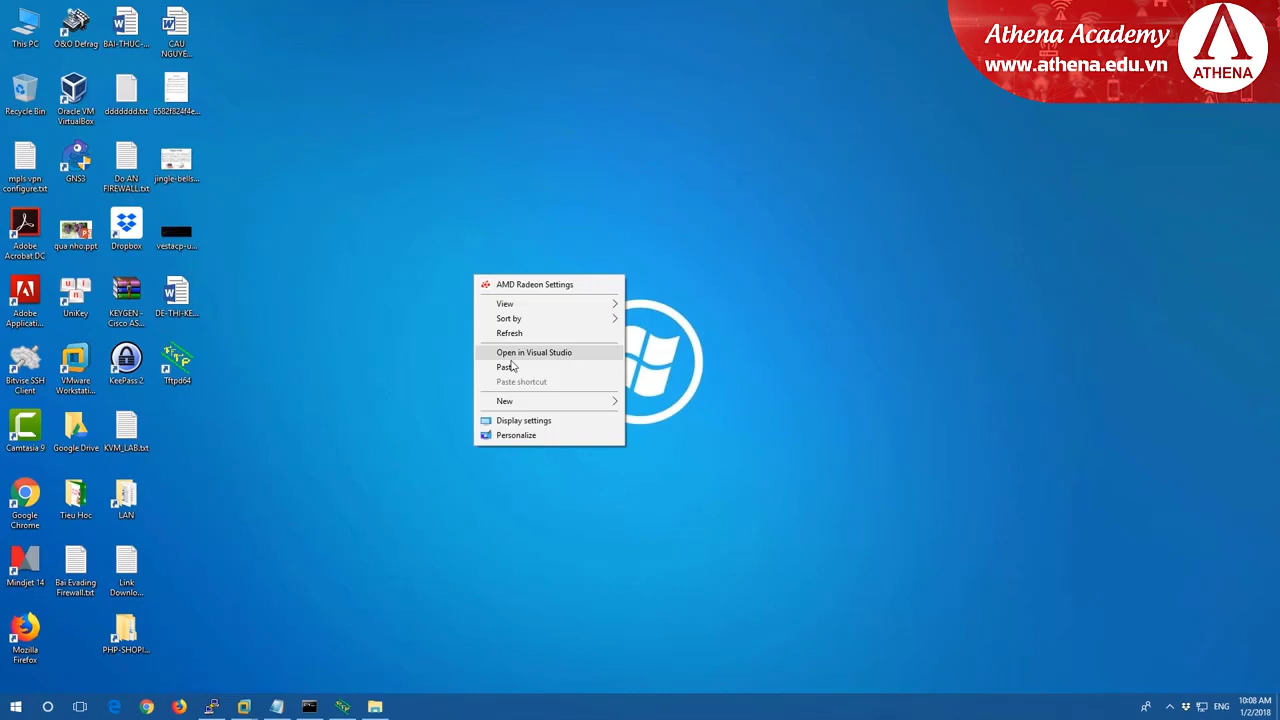 Athena Academy
www.athena.edu.vn
ATHENA
This PC
O&O Defrag
BAI-THUC-...
CAU
NGUYE...
Recycle Bin
Oracle VM
VirtualBox
ddddddd.txt
6582f824f4e...
mpls vpn
configure.txt
GNS3
Do AN
FIREWALL.txt
jingle-bells...
Adobe
Acrobat DC
qua nho.ppt
Dropbox
vestacp-u...
Adobe
Applicati...
UniKey
KEYGEN -
Cisco AS...
DE-THI-KE...
Bitvise SSH
Client
VMware
Workstati...
KeePass 2
Tftpd64
Camtasia 9
Google Drive
KVM_LAB.txt
Google
Chrome
Tieu Hoc
LAN
Mindjet 14
Bai Evading
Firewall.txt
Link
Downlo...
Mozilla
Firefox
PHP-SHOPI...
AMD Radeon Settings
View
Sort by
Refresh
Open in Visual Studio
Paste
Paste shortcut
New
Display settings
Personalize
ENG
10:08 AM
1/2/2018